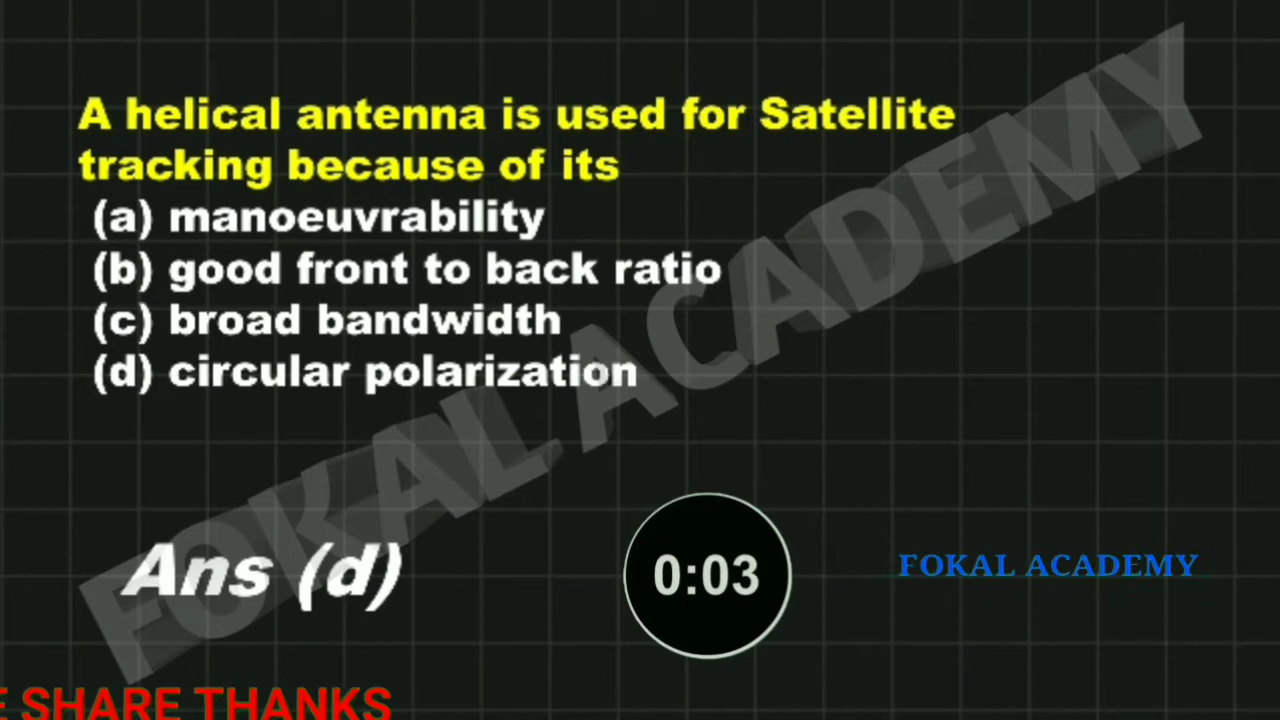 A helical antenna is used for Satellite
tracking because of its
(a) manoeuvrability
(b) good front to back ratio
(c) broad bandwidth
(d) circular polarization
FOKAL ACADEMY
Ans (d)
0:03
FOKAL ACADEMY
SHARE THANKS